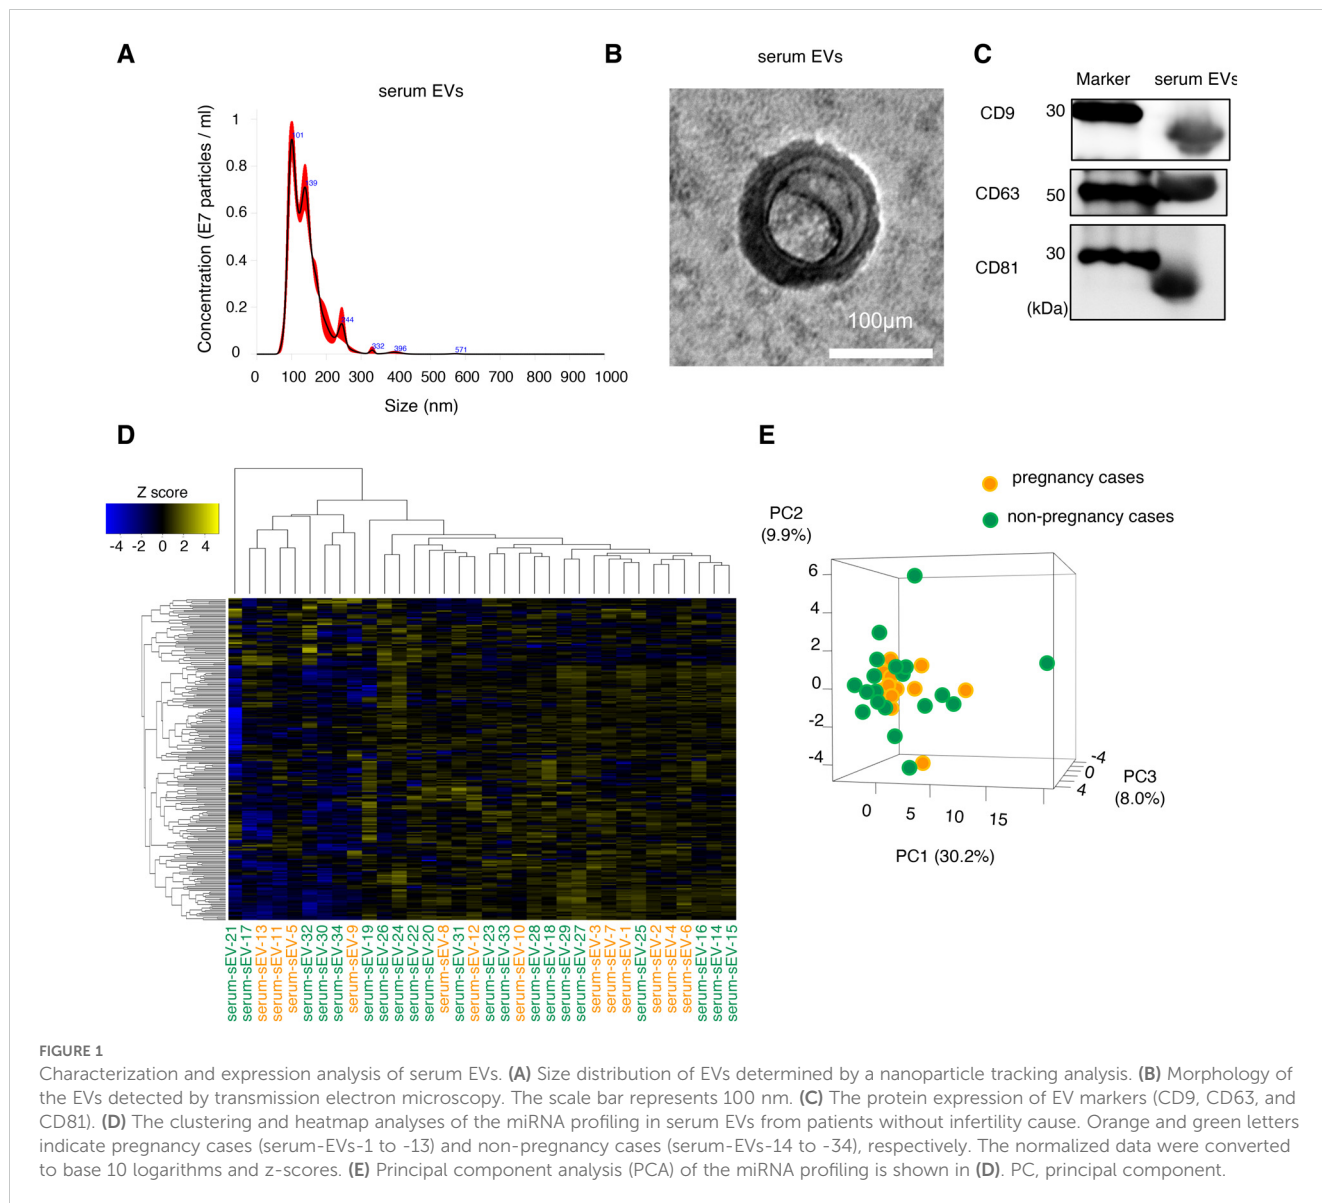 A
serum EVs
Concentration (E7 particles / ml)
1
0.8
0.6
0.4
0.2
0
01
39
244
332
396
571
0 100 200 300 400 500 600 700 800 900 1000
Size (nm)
B
serum EVs
100μm
C
Marker serum EVs
CD9 30
CD63 50
CD81 30
(kDa)
D
Z score
-4 -2 0 2 4
serum-sEV-21
serum-sEV-17
serum-sEV-13
serum-sEV-11
serum-sEV-5
serum-sEV-32
serum-sEV-30
serum-sEV-34
serum-sEV-9
serum-sEV-19
serum-sEV-26
serum-sEV-24
serum-sEV-22
serum-sEV-20
serum-sEV-8
serum-sEV-31
serum-sEV-12
serum-sEV-23
serum-sEV-33
serum-sEV-10
serum-sEV-28
serum-sEV-18
serum-sEV-29
serum-sEV-27
serum-sEV-3
serum-sEV-7
serum-sEV-1
serum-sEV-25
serum-sEV-2
serum-sEV-4
serum-sEV-6
serum-sEV-16
serum-sEV-14
serum-sEV-15
E
pregnancy cases
non-pregnancy cases
PC2
(9.9%)
6
4
2
0
-2
-4
0 5 10 15
PC1 (30.2%)
-4
0
4
PC3
(8.0%)
FIGURE 1
Characterization and expression analysis of serum EVs. (A) Size distribution of EVs determined by a nanoparticle tracking analysis. (B) Morphology of
the EVs detected by transmission electron microscopy. The scale bar represents 100 nm. (C) The protein expression of EV markers (CD9, CD63, and
CD81). (D) The clustering and heatmap analyses of the miRNA profiling in serum EVs from patients without infertility cause. Orange and green letters
indicate pregnancy cases (serum-EVs-1 to -13) and non-pregnancy cases (serum-EVs-14 to -34), respectively. The normalized data were converted
to base 10 logarithms and z-scores. (E) Principal component analysis (PCA) of the miRNA profiling is shown in (D). PC, principal component.